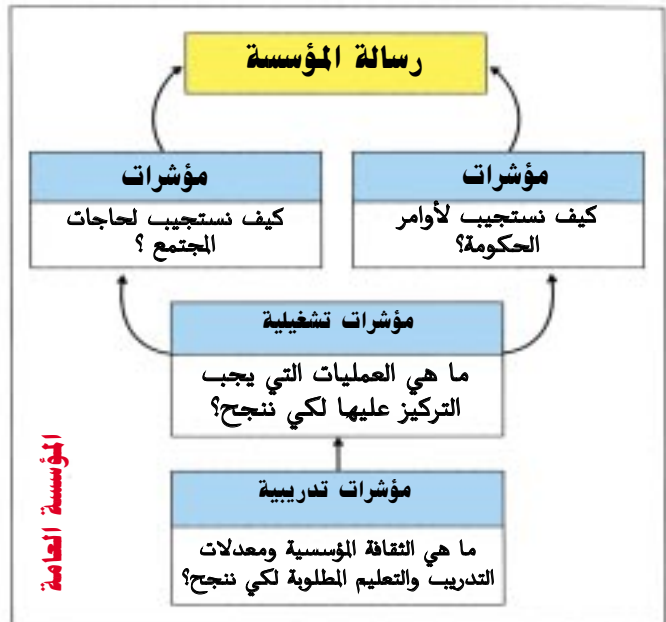 رسالة المؤسسة
مؤشرات
كيف نستجيب لأوامر
الحكومة؟
مؤشرات
كيف نستجيب لحاجات
المجتمع ؟
مؤشرات تشغيلية
ما هي العمليات التي يجب
التركيز عليها لكي ننجح؟
مؤشرات تدريبية
ما هي الثقافة المؤسسية ومعدلات
التدريب والتعليم المطلوبة لكي ننجح؟
المؤسسة العامة